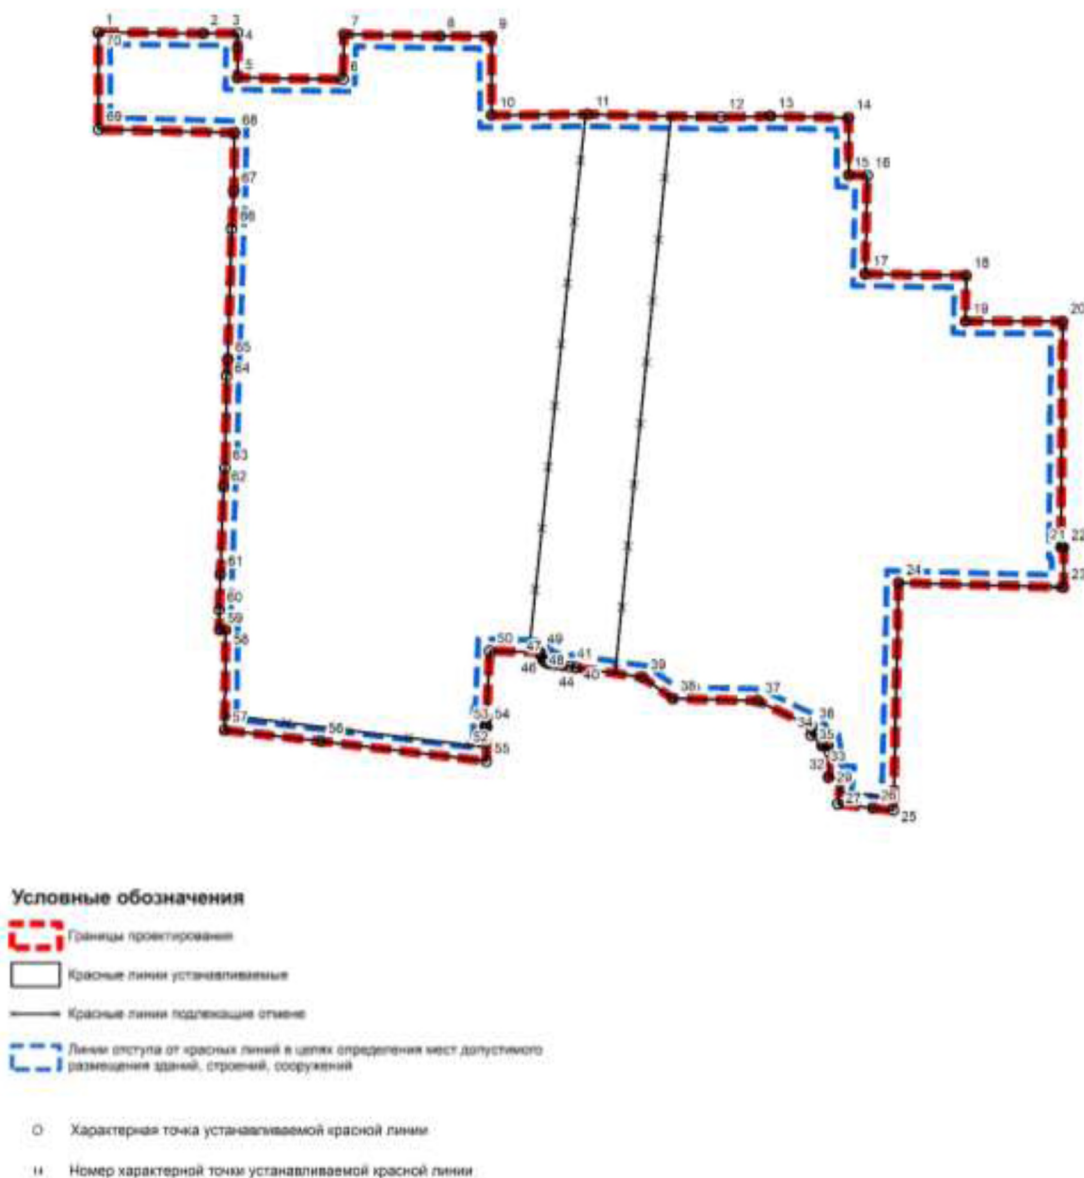 1 2 3 7 8 9
70 4
5 6
10 11 12 13 14
69 68
15 16
67
66
17 18
19 20
65
64
63
62
21 22
61 24 23
60
59
58
50 49
47 41 39
46 48 44 40 38 37
57 53 54 36
56 52 34 35
55 33
32 29
27 26
25
Условные обозначения
Границы проектирования
Красные линии устанавливаемые
Красные линии подлежащие отмене
Линии отступа от красных линий в целях определения мест допустимого
размещения зданий, строений, сооружений
Характерная точка устанавливаемой красной линии
Номер характерной точки устанавливаемой красной линии